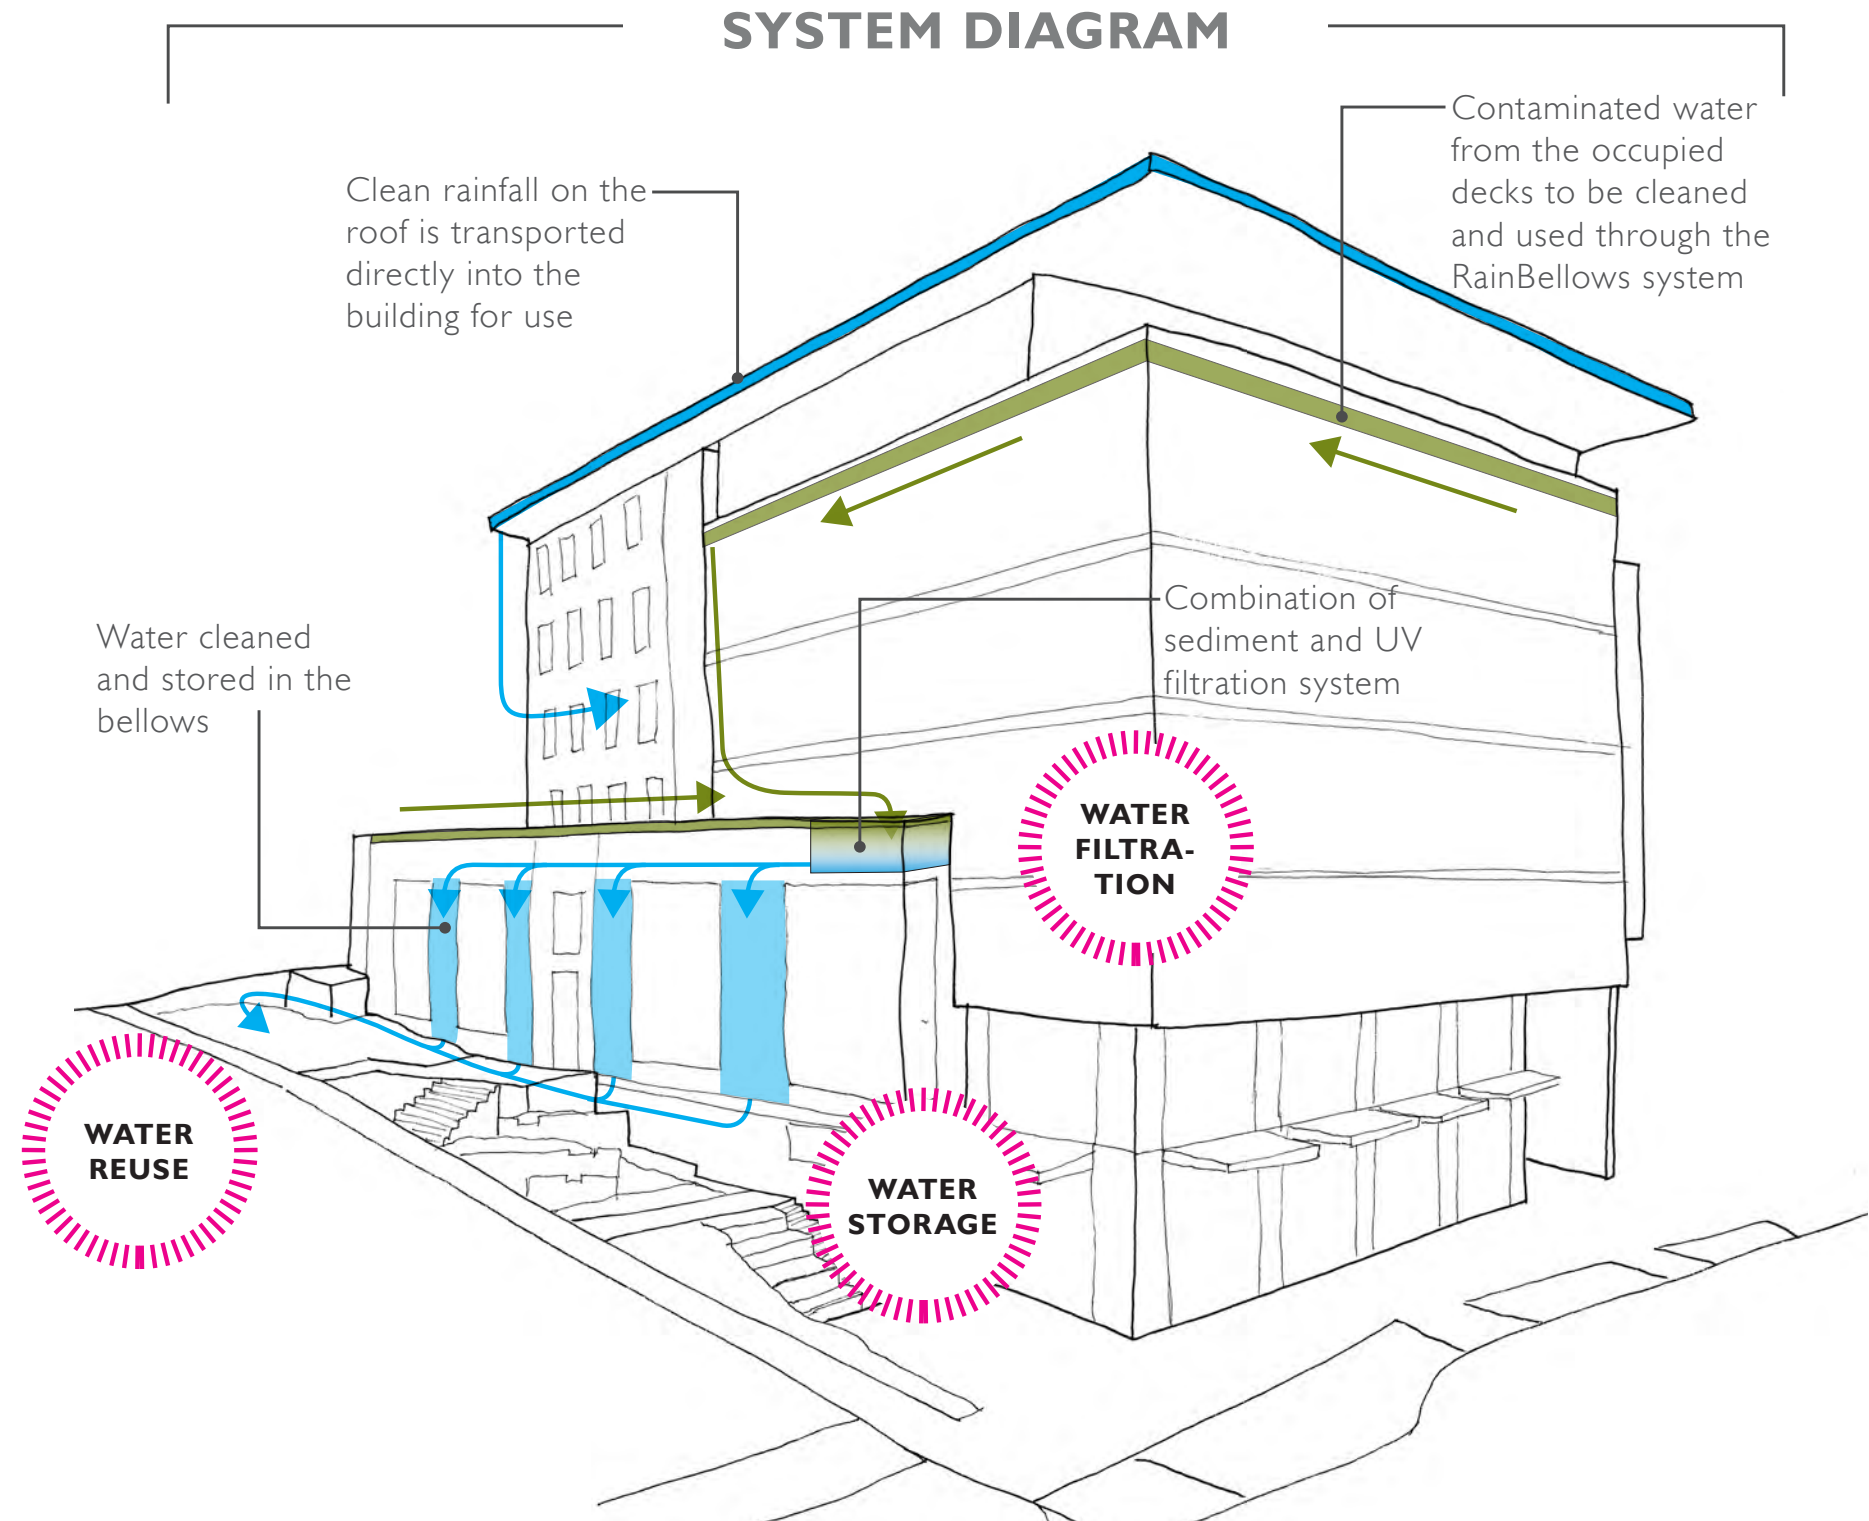 SYSTEM DIAGRAM
Contaminated water
from the occupied
decks to be cleaned
and used through the
RainBellows system
Clean rainfall on the
roof is transported
directly into the
building for use
Combination of
sediment and UV
filtration system
Water cleaned
and stored in the
bellows
WATER
FILTRA-
TION
WATER
REUSE
WATER
STORAGE